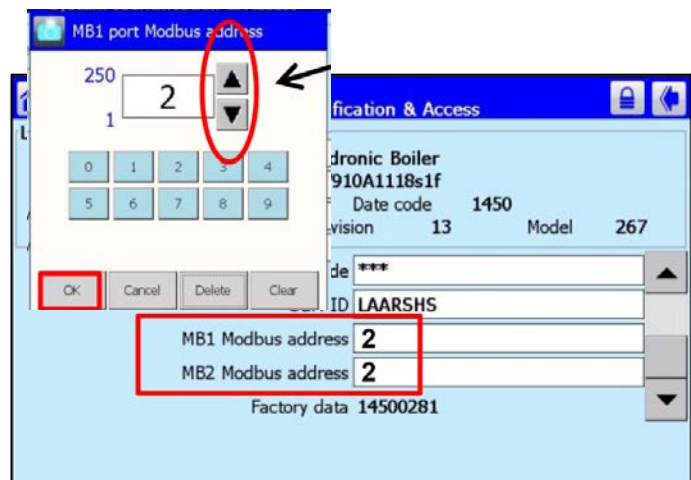 MB1 port Modbus address
250
2
1
0 1 2 3 4
5 6 7 8 9
OK Cancel Delete Clear
fication & Access
dronic Boiler
910A1118s1f
Date code 1450
vision 13 Model 267
de ***
ID LAARSHS
MB1 Modbus address 2
MB2 Modbus address 2
Factory data 14500281